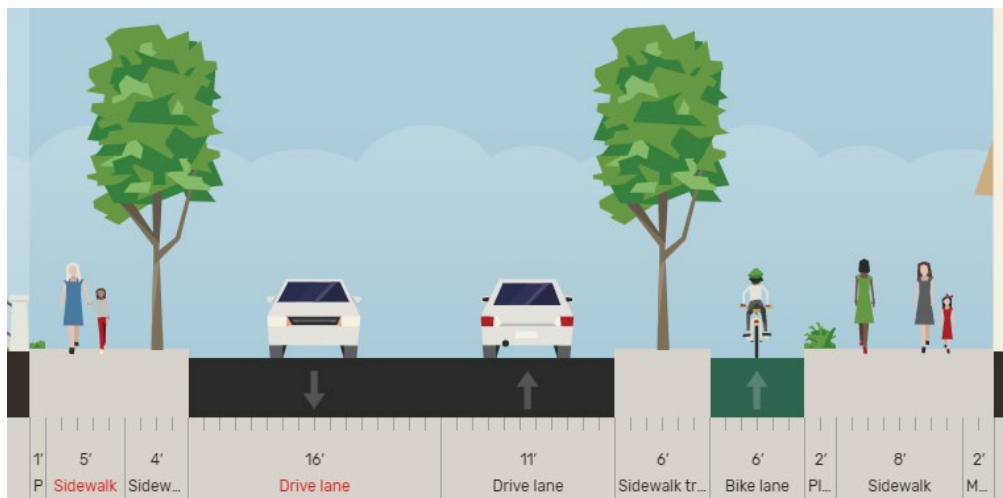 1' 5' 4' 16' 11' 6' 6' 2' 8' 2'
P Sidewalk Sidew... Drive lane Drive lane Sidewalk tr... Bike lane Pl... Sidewalk M...